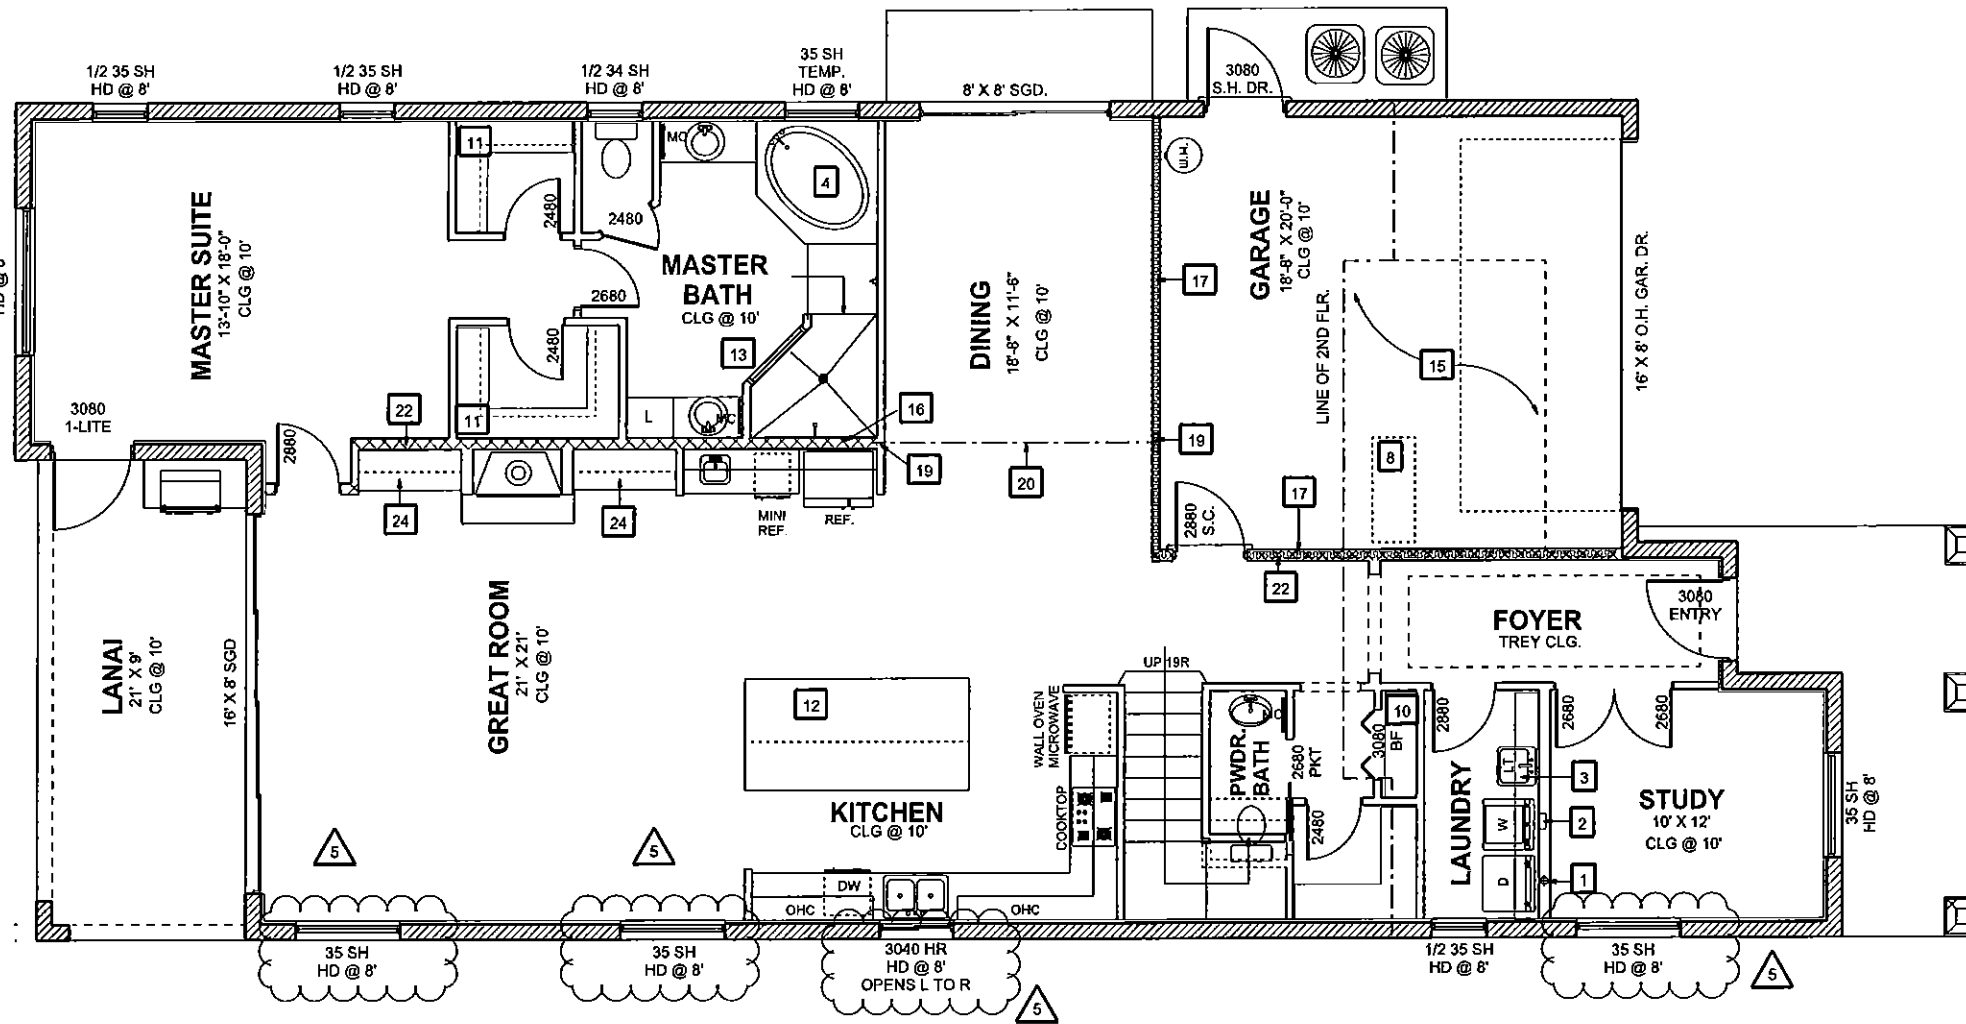 1/2 35 SH
HD @ 8'
1/2 35 SH
HD @ 8'
1/2 34 SH
HD @ 8'
35 SH
TEMP.
HD @ 8'
8' X 8' SGD.
3080
S.H. DR.
11
MC
4
W.H.
2480
2480
MASTER SUITE
13'-10" X 18'-0"
CLG @ 10'
MASTER
BATH
CLG @ 10'
2680
2480
13
DINING
18'-8" X 11'-6"
CLG @ 10'
17
GARAGE
18'-8" X 20'-0"
CLG @ 10'
LINE OF 2ND FLR.
15
16' X 8' O.H. GAR. DR.
HD @ 8'
3080
1-LITE
22
11
L
MC
16
19
8
2880
19
20
24
24
MINI
REF.
REF.
2880
S.C.
17
22
LANAI
21' X 9'
CLG @ 10'
16' X 8' SGD
GREAT ROOM
21' X 21'
CLG @ 10'
FOYER
TREY CLG.
3080
ENTRY
UP 19R
12
WALL OVEN
MICROWAVE
MC
PWDR.
BATH
2680
PKT
3080
BF
10
2880
2680
2680
LT
3
KITCHEN
CLG @ 10'
COOKTOP
2480
LAUNDRY
W
2
STUDY
10' X 12'
CLG @ 10'
35 SH
HD @ 8'
5
5
DW
OHC
OHC
D
1
35 SH
HD @ 8'
35 SH
HD @ 8'
3040 HR
HD @ 8'
OPENS L TO R
5
1/2 35 SH
HD @ 8'
35 SH
HD @ 8'
5